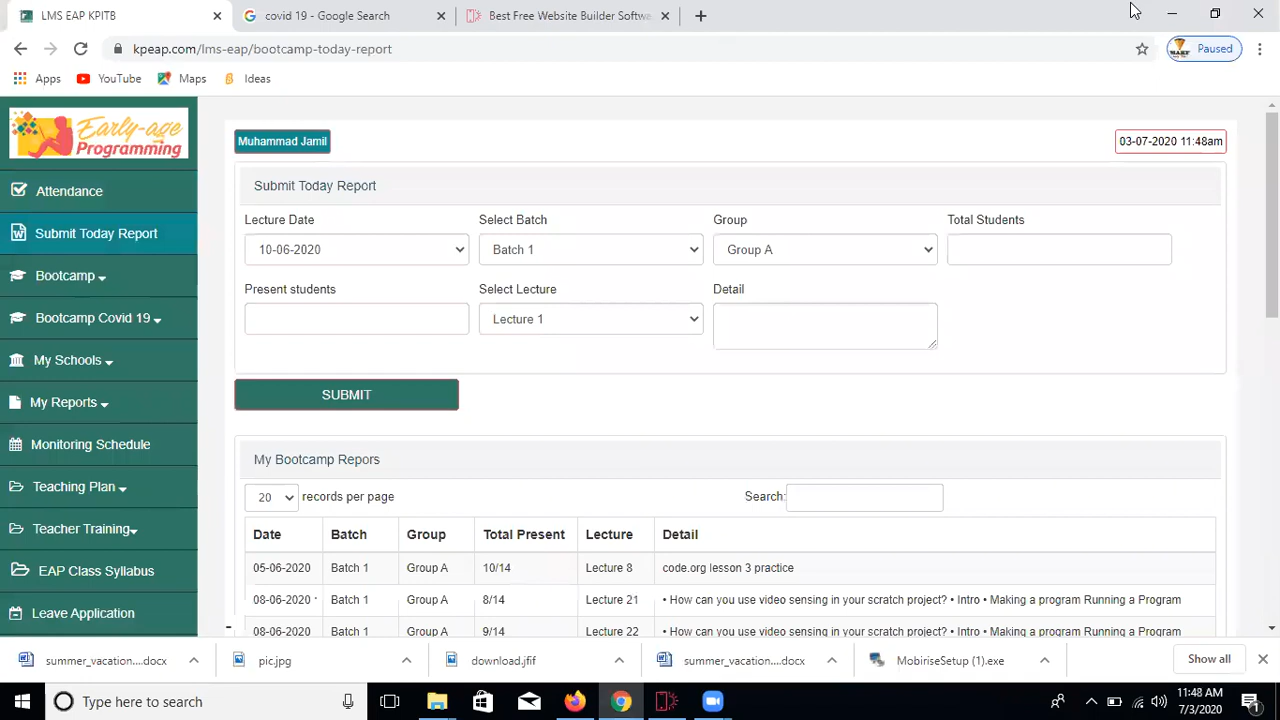 LMS EAP KPITB
covid 19 - Google Search
Best Free Website Builder Softwa
kpeap.com/lms-eap/bootcamp-today-report
Paused
Apps YouTube Maps Ideas
Early-age
Programming
Muhammad Jamil
03-07-2020 11:48am
Attendance
Submit Today Report
Bootcamp
Bootcamp Covid 19
My Schools
My Reports
Monitoring Schedule
Teaching Plan
Teacher Training
EAP Class Syllabus
Leave Application
Submit Today Report
Lecture Date Select Batch Group Total Students
10-06-2020 Batch 1 Group A
Present students Select Lecture Detail
Lecture 1
SUBMIT
My Bootcamp Repors
20 records per page Search:
Date Batch Group Total Present Lecture Detail
05-06-2020 Batch 1 Group A 10/14 Lecture 8 code.org lesson 3 practice
08-06-2020 Batch 1 Group A 8/14 Lecture 21 • How can you use video sensing in your scratch project? • Intro • Making a program Running a Program
08-06-2020 Batch 1 Group A 9/14 Lecture 22 • How can you use video sensing in your scratch project? • Intro • Making a program Running a Program
summer_vacation....docx pic.jpg download.jfif summer_vacation....docx MobiriseSetup (1).exe Show all
Type here to search
11:48 AM
7/3/2020
1